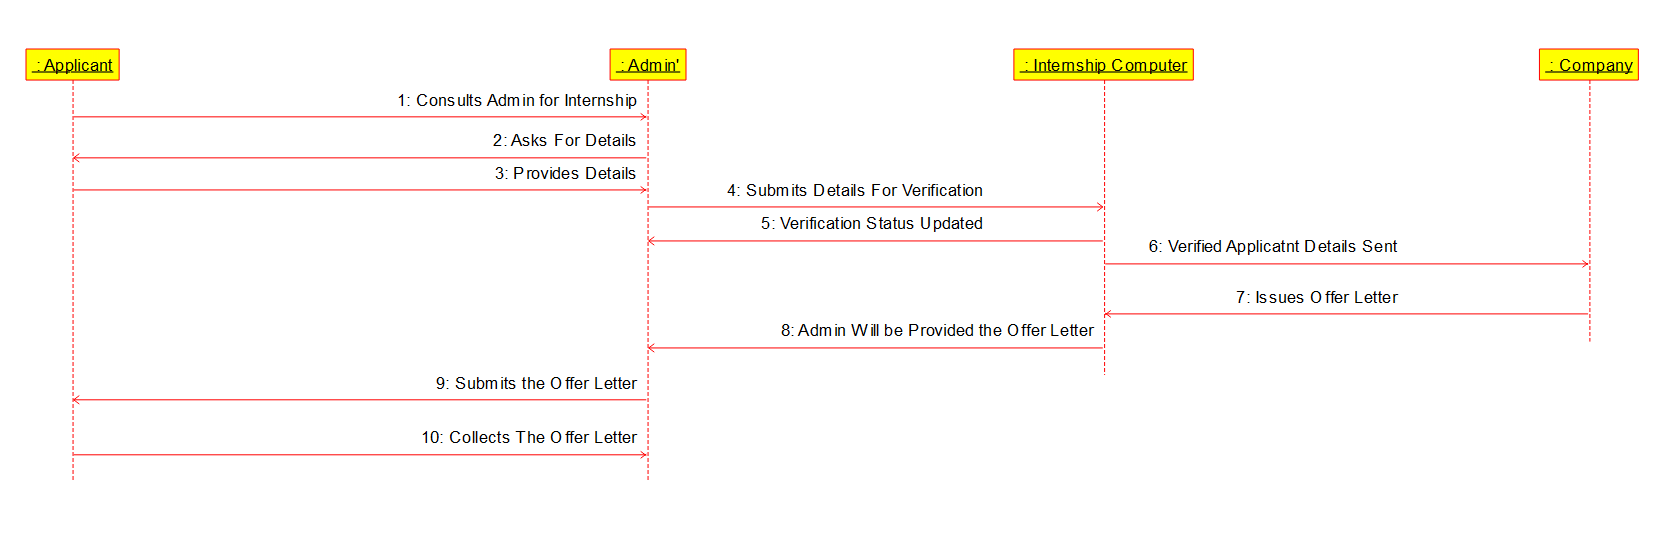 : Applicant
: Admin'
: Internship Computer
: Company
1: Consults Admin for Internship
2: Asks For Details
3: Provides Details
4: Submits Details For Verification
5: Verification Status Updated
6: Verified Applicatnt Details Sent
7: Issues Offer Letter
8: Admin Will be Provided the Offer Letter
9: Submits the Offer Letter
10: Collects The Offer Letter